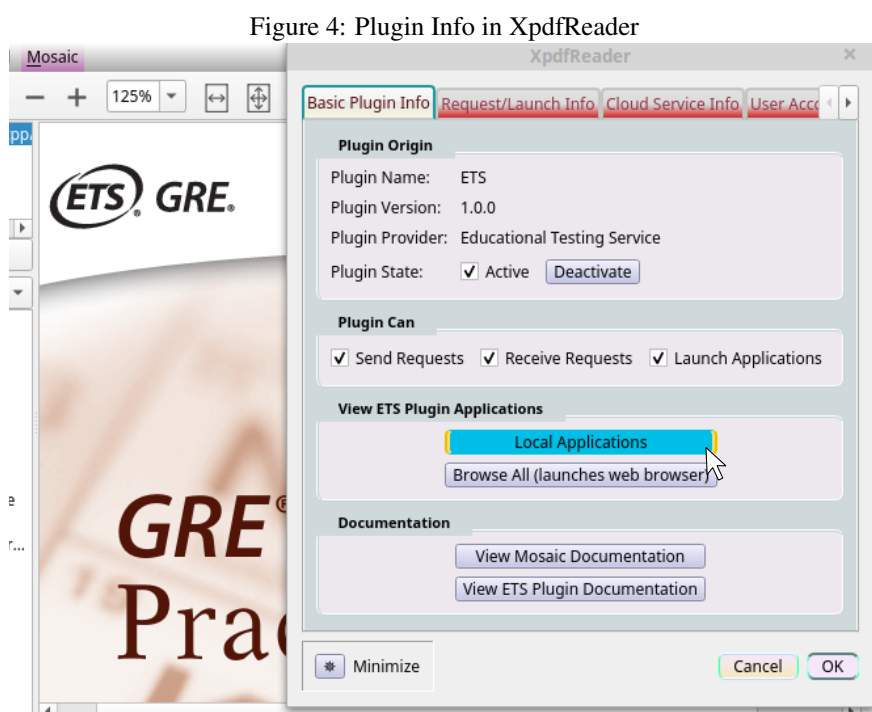 Figure 4: Plugin Info in XpdfReader
Mosaic
XpdfReader
125%
Basic Plugin Info
Request/Launch Info
Cloud Service Info
User Acco
pp
Plugin Origin
Plugin Name: ETS
Plugin Version: 1.0.0
Plugin Provider: Educational Testing Service
Plugin State: Active Deactivate
ETS® GRE®
Plugin Can
Send Requests Receive Requests Launch Applications
View ETS Plugin Applications
Local Applications
Browse All (launches web browser)
Documentation
View Mosaic Documentation
View ETS Plugin Documentation
e
r...
GRE®
Prac
Minimize
Cancel
OK